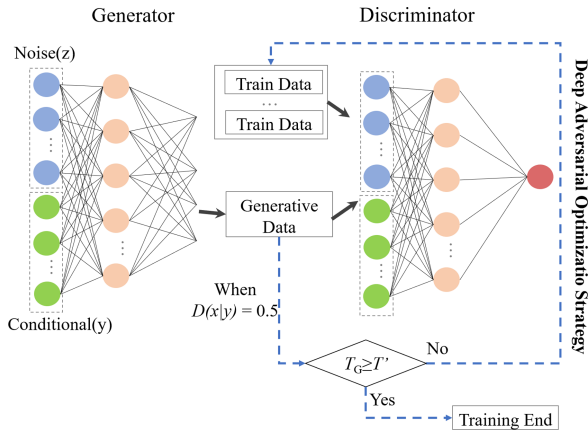 Generator
Discriminator
Noise(z)
Train Data
...
Train Data
Generative
Data
Conditional(y)
When
D(x|y) = 0.5
T_G≥T’
No
Yes
Training End
Deep Adversarial Optimizatio Strategy